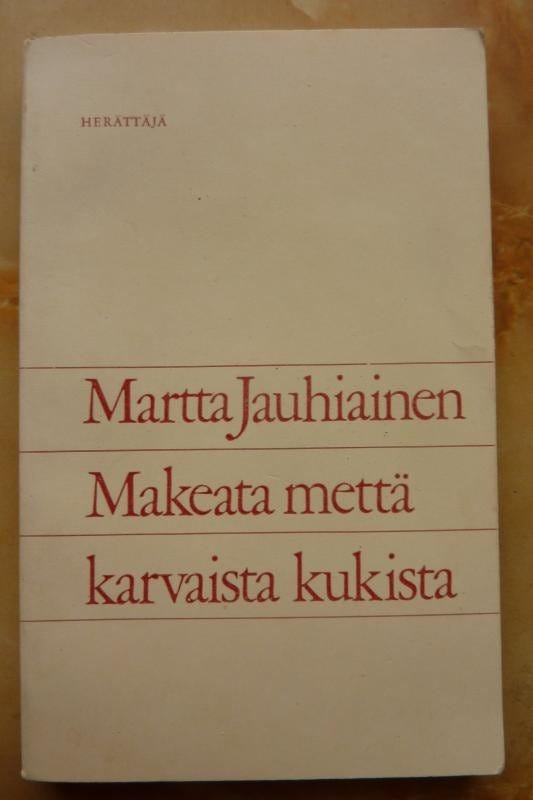 HERÄTTÄJÄ
Martta Jauhiainen
Makeata mettä
karvaista kukista